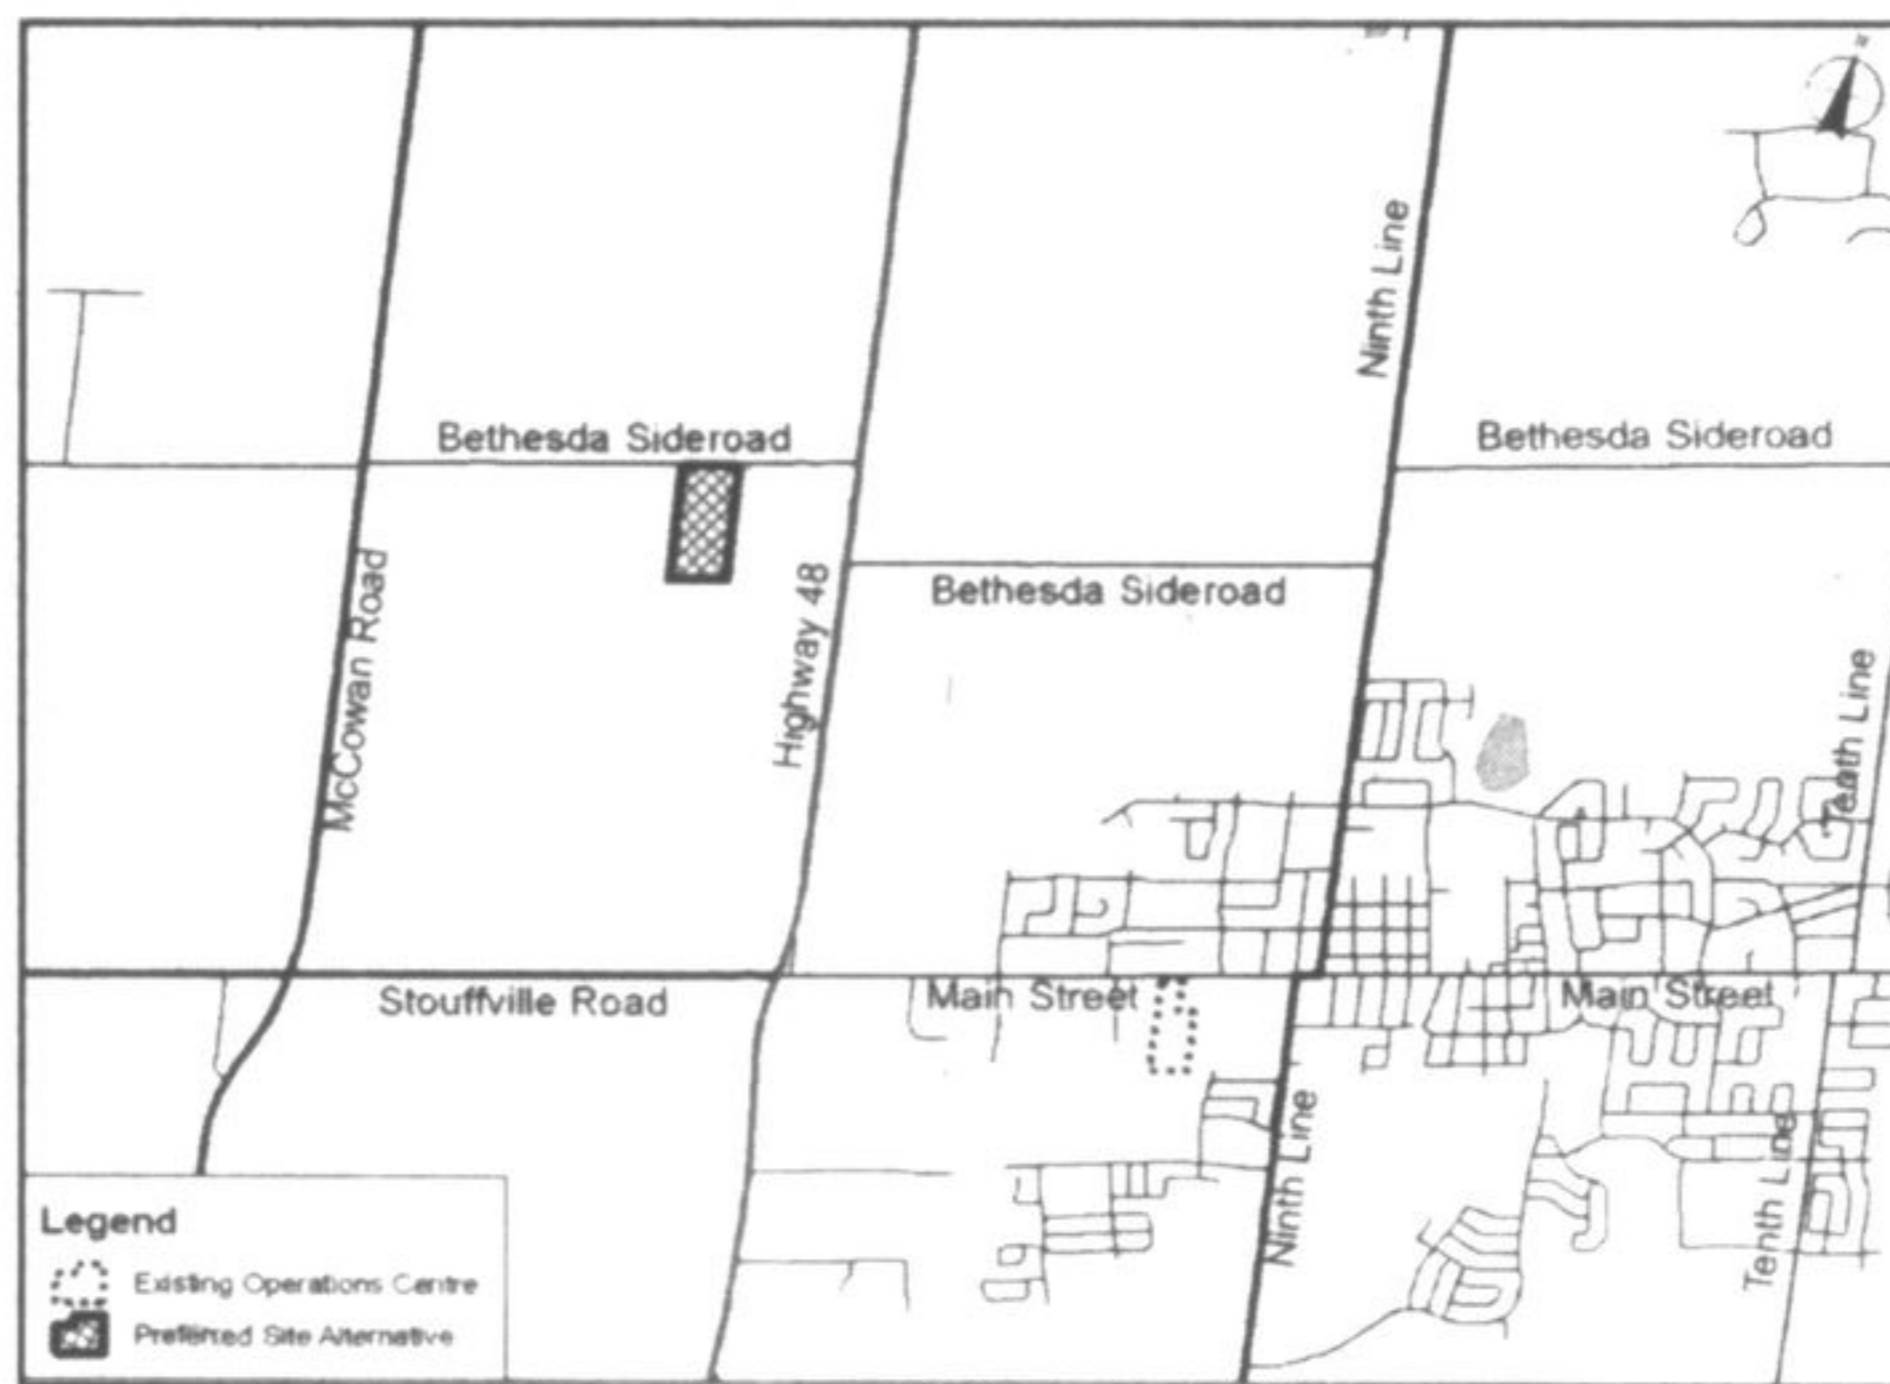 Ninth Line
Bethesda Sideroad
Bethesda Sideroad
McCowan Road
Highway 48
Bethesda Sideroad
Tenth Line
Stouffville Road
Main Street
Main Street
Ninth Line
Tenth Line
Legend
Existing Operations Centre
Preferred Site Alternative